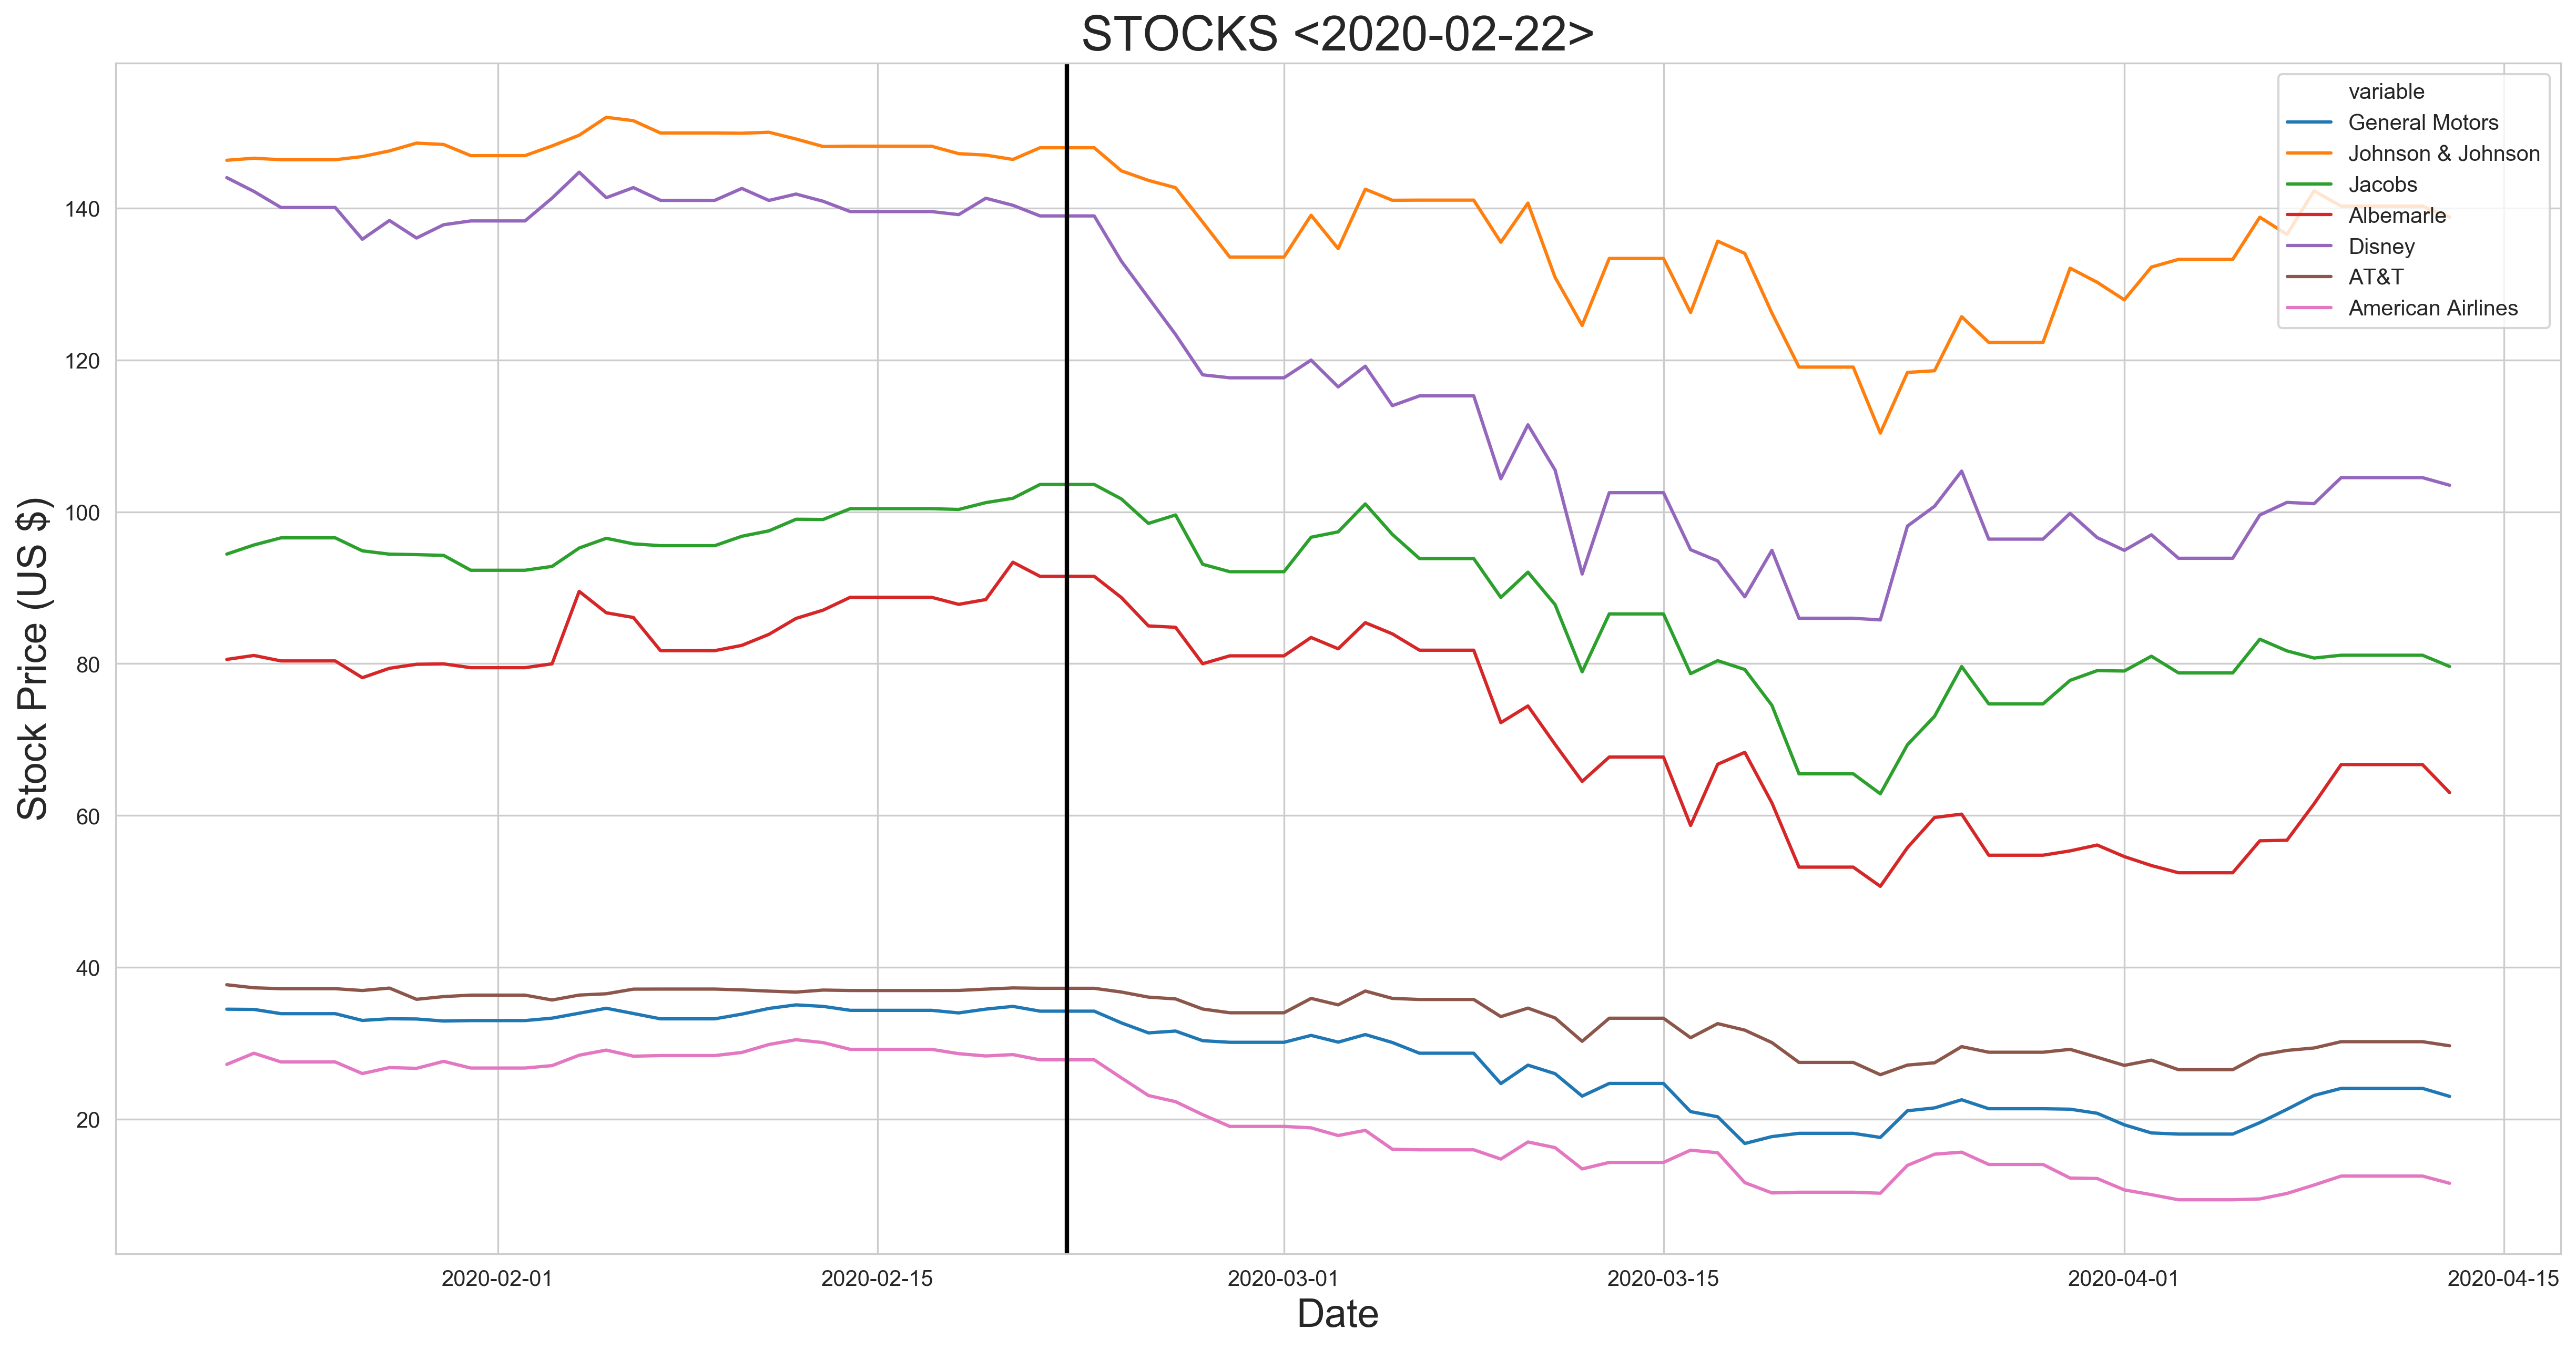 STOCKS <2020-02-22>
variable
General Motors
Johnson & Johnson
Jacobs
Albemarle
Disney
AT&T
American Airlines
Stock Price (US $)
140
120
100
80
60
40
20
2020-02-01
2020-02-15
2020-03-01
2020-03-15
2020-04-01
2020-04-15
Date